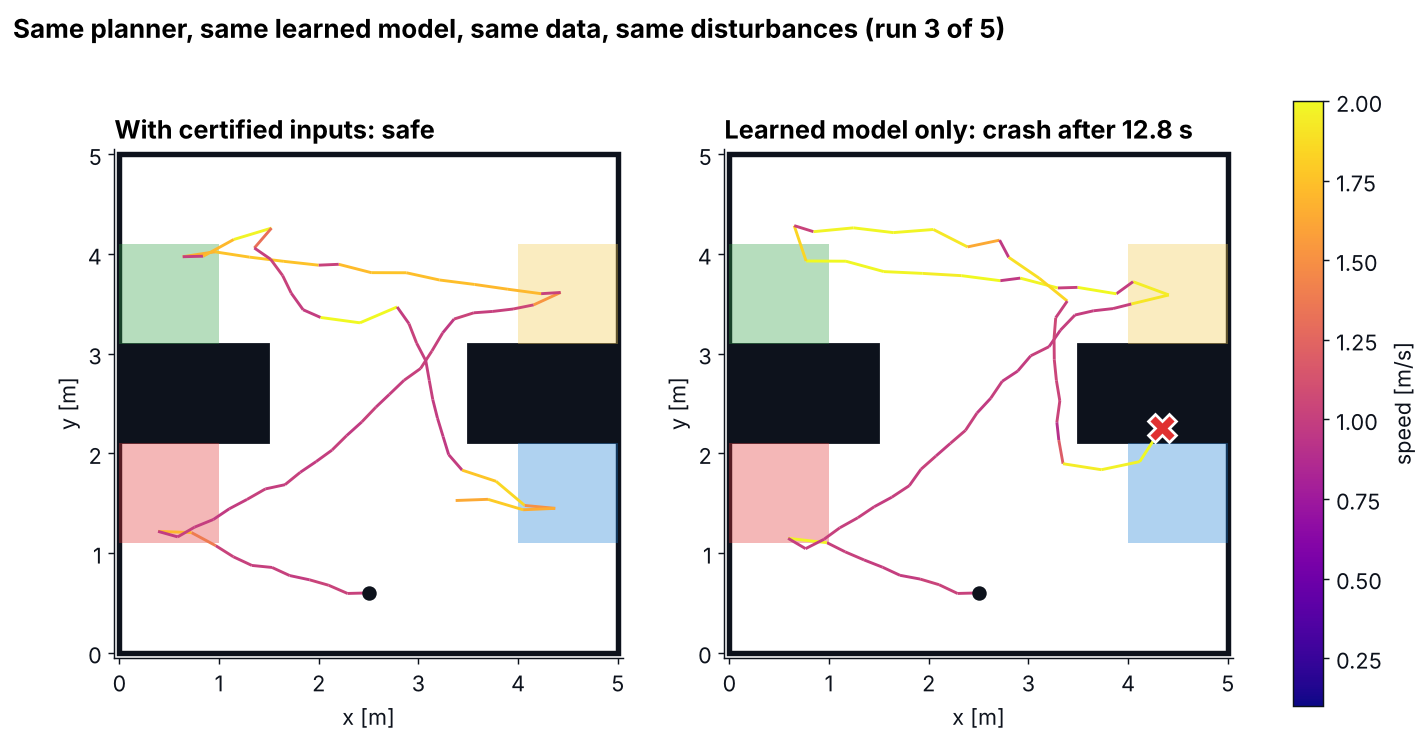 Same planner, same learned model, same data, same disturbances (run 3 of 5)
With certified inputs: safe
Learned model only: crash after 12.8 s
5
4
3
2
1
0
y [m]
0 1 2 3 4 5
x [m]
5
4
3
2
1
0
y [m]
0 1 2 3 4 5
x [m]
2.00
1.75
1.50
1.25
1.00
0.75
0.50
0.25
speed [m/s]